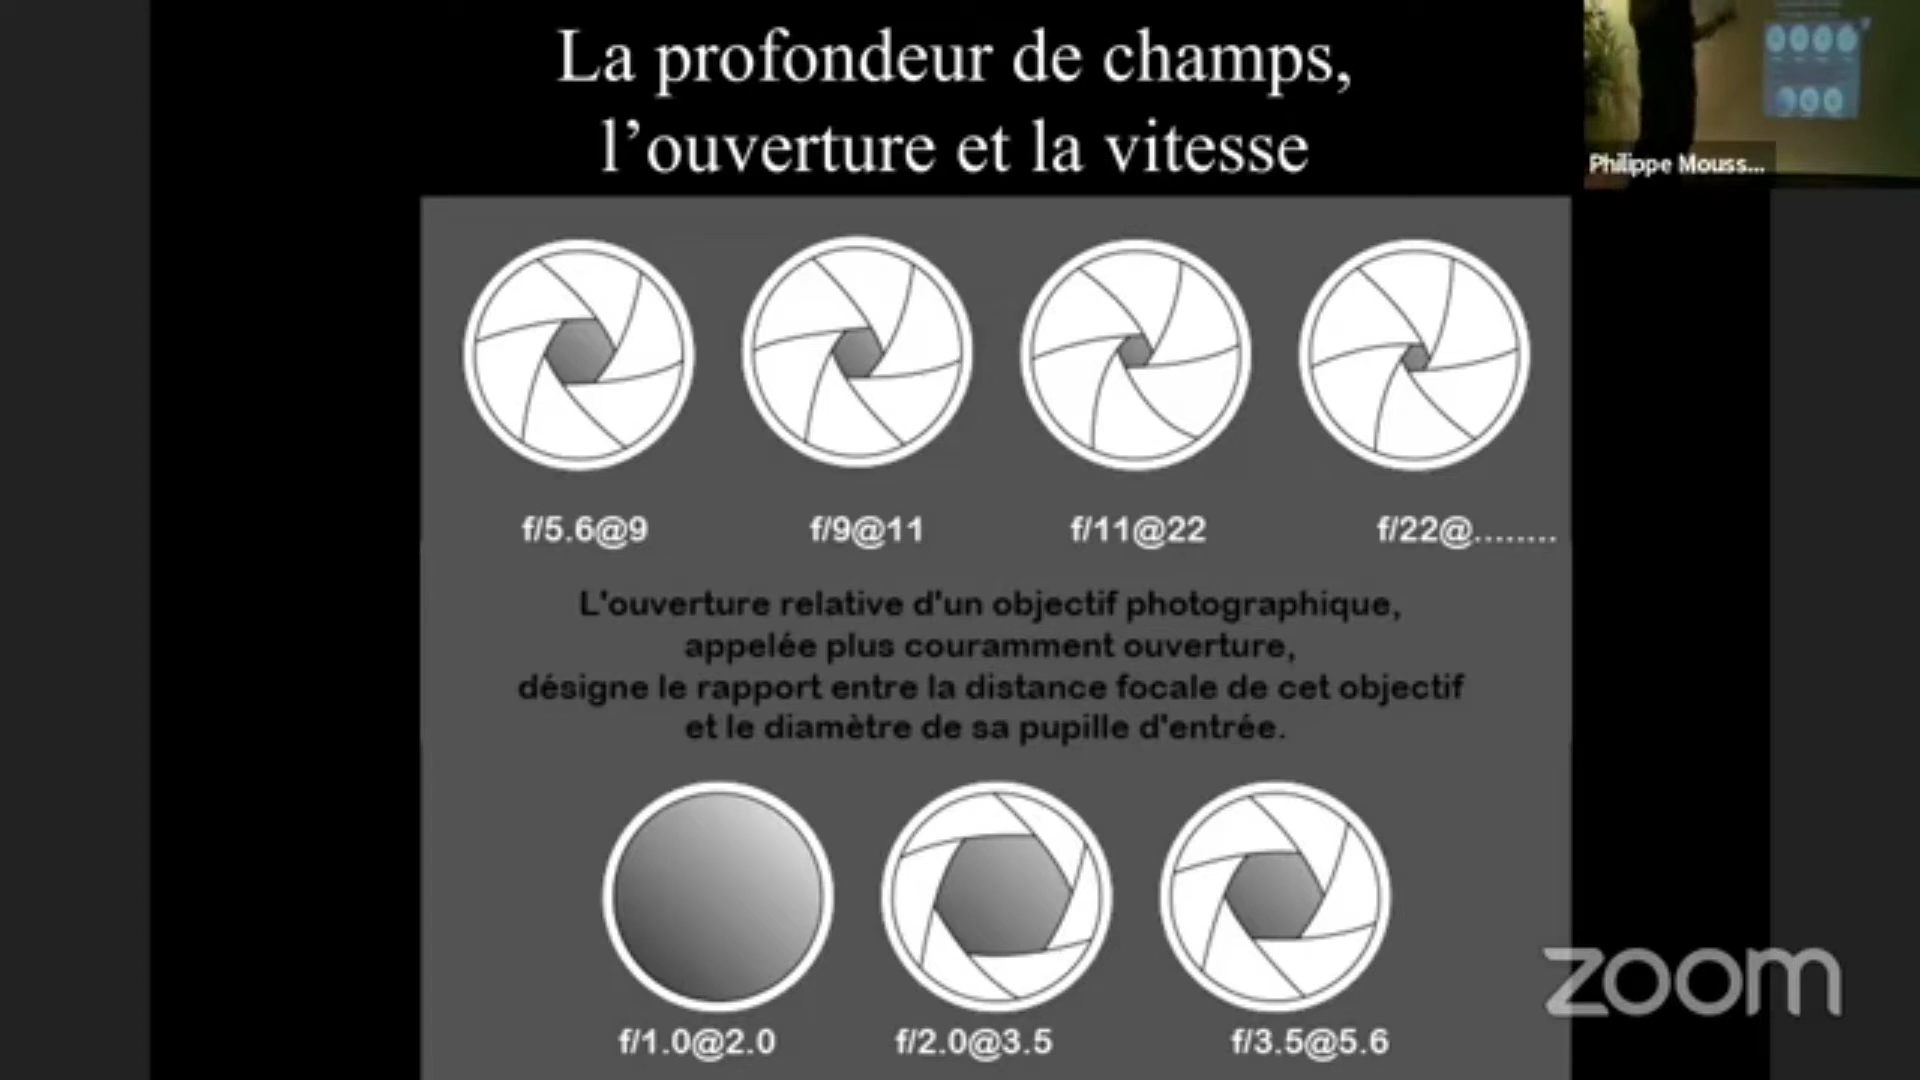 La profondeur de champs,
l’ouverture et la vitesse
Philippe Mouss...
f/5.6@9
f/9@11
f/11@22
f/22@........
L'ouverture relative d'un objectif photographique,
appelée plus couramment ouverture,
désigne le rapport entre la distance focale de cet objectif
et le diamètre de sa pupille d'entrée.
f/1.0@2.0
f/2.0@3.5
f/3.5@5.6
zoom